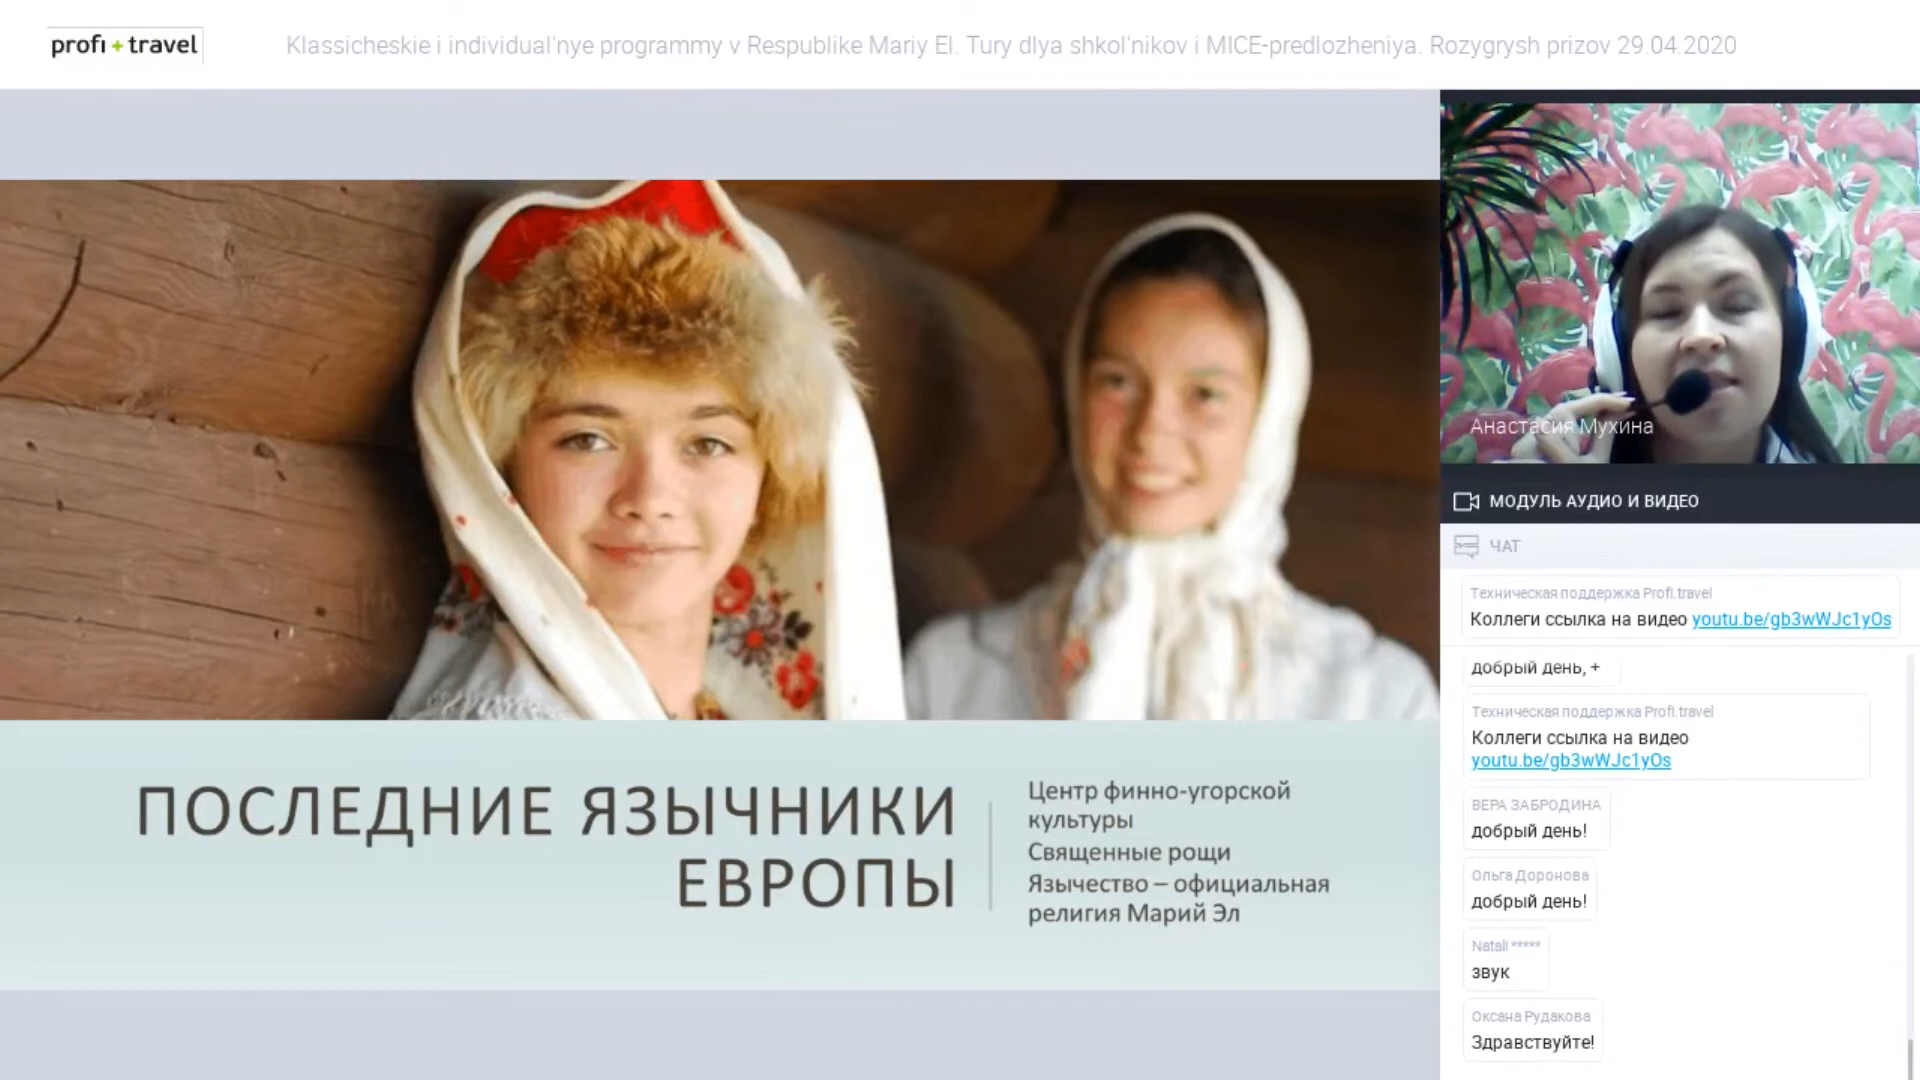 profi + travel
Klassicheskie i individual'nye programmy v Respublike Mariy El. Tury dlya shkol'nikov i MICE-predlozheniya. Rozygrysh prizov 29.04.2020
ПОСЛЕДНИЕ ЯЗЫЧНИКИ
ЕВРОПЫ
Центр финно-угорской
культуры
Священные рощи
Язычество – официальная
религия Марий Эл
Анастасия Мухина
МОДУЛЬ АУДИО И ВИДЕО
ЧАТ
Техническая поддержка Profi.travel
Коллеги ссылка на видео youtu.be/gb3wWJc1yOs
добрый день, +
Техническая поддержка Profi.travel
Коллеги ссылка на видео
youtu.be/gb3wWJc1yOs
ВЕРА ЗАБРОДИНА
добрый день!
Ольга Доронова
добрый день!
Natali *****
звук
Оксана Рудакова
Здравствуйте!